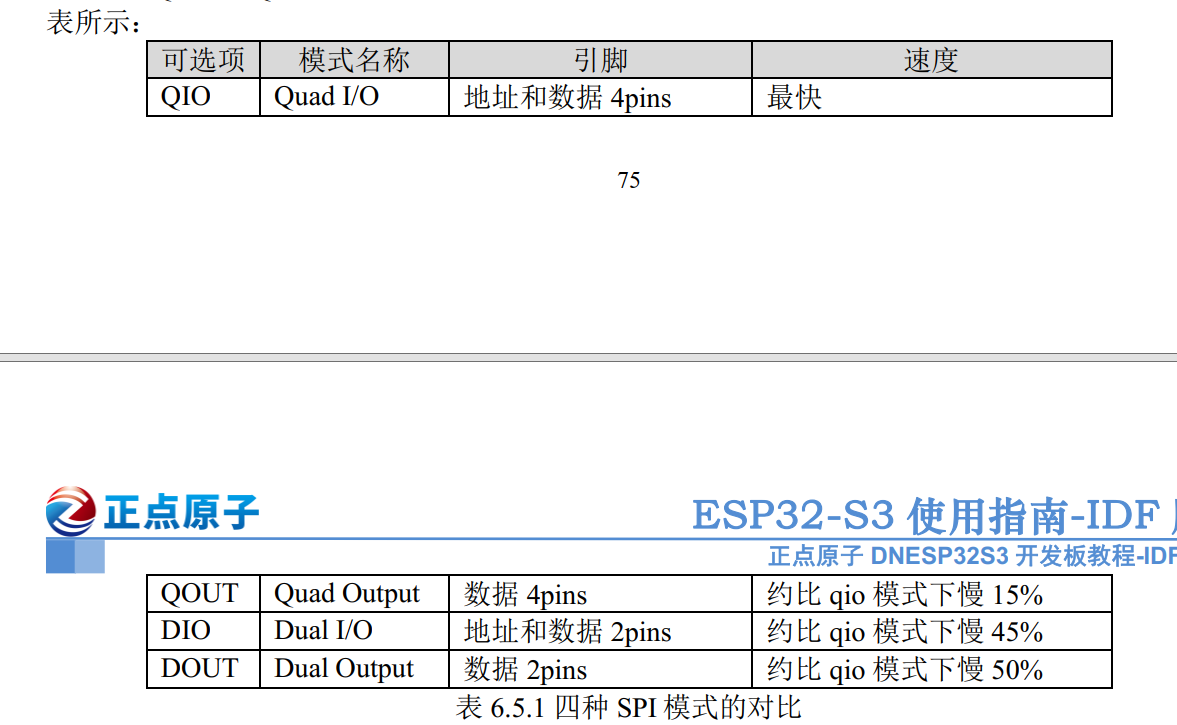 表所示：
可选项 模式名称 引脚 速度
QIO Quad I/O 地址和数据 4pins 最快
75
正点原子
ESP32-S3 使用指南-IDF
正点原子 DNESP32S3 开发板教程-IDF
QOUT Quad Output 数据 4pins 约比 qio 模式下慢 15%
DIO Dual I/O 地址和数据 2pins 约比 qio 模式下慢 45%
DOUT Dual Output 数据 2pins 约比 qio 模式下慢 50%
表 6.5.1 四种 SPI 模式的对比